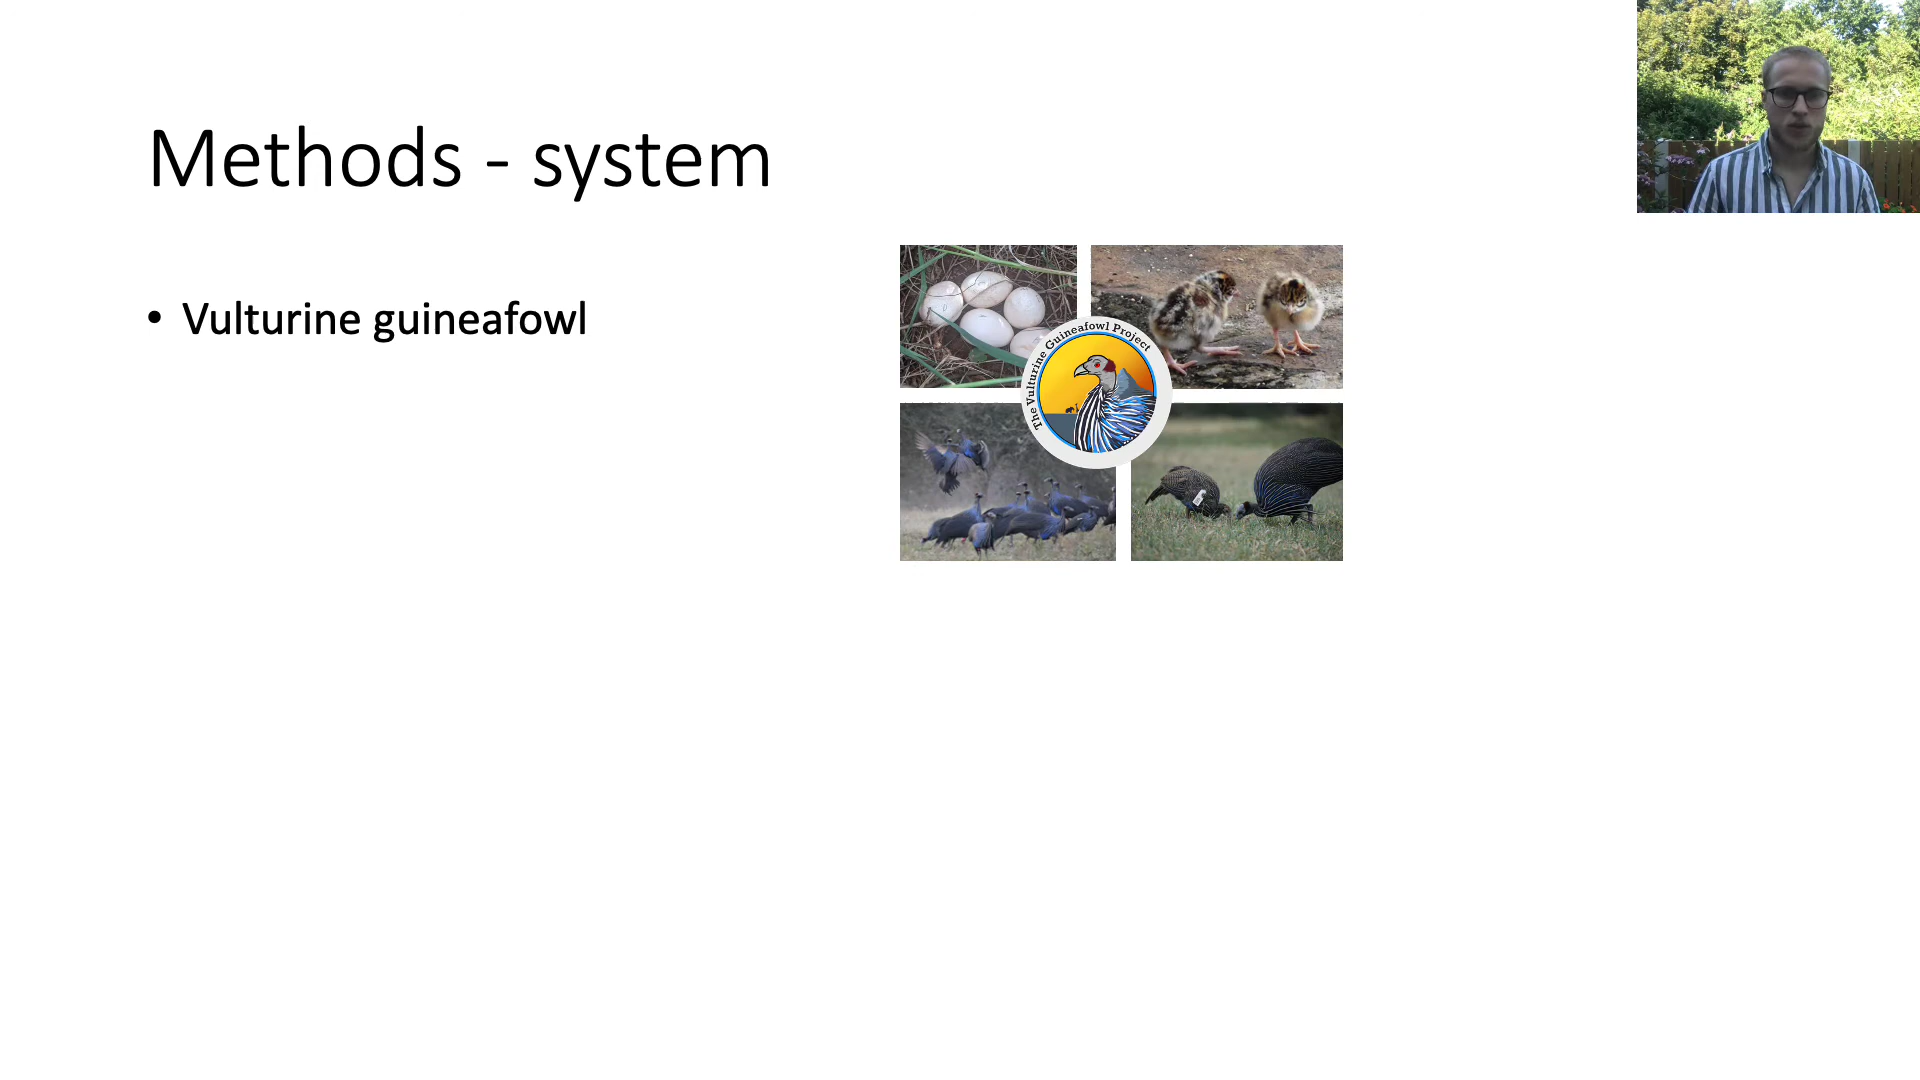 Methods - system
• Vulturine guineafowl
The Vulturine Guineafowl Project